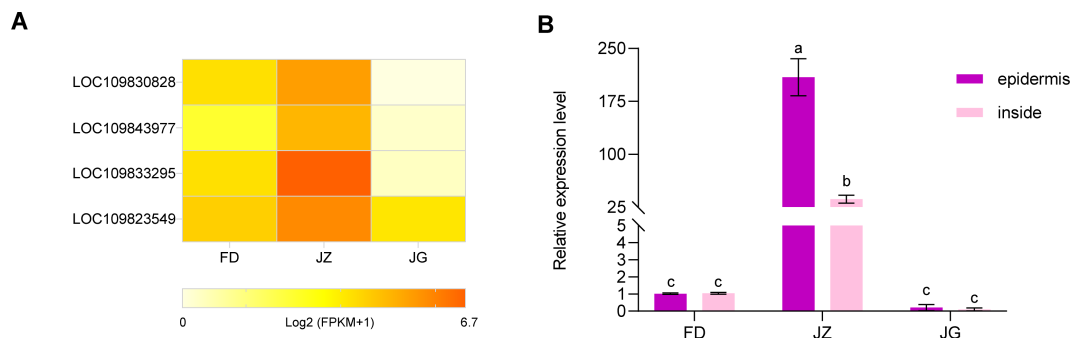 A
LOC109830828
LOC109843977
LOC109833295
LOC109823549
FD JZ JG
0 Log2 (FPKM+1) 6.7
B
Relative expression level
250
175
100
25
5
4
3
2
1
0
a
b
c c
c c
FD JZ JG
epidermis
inside